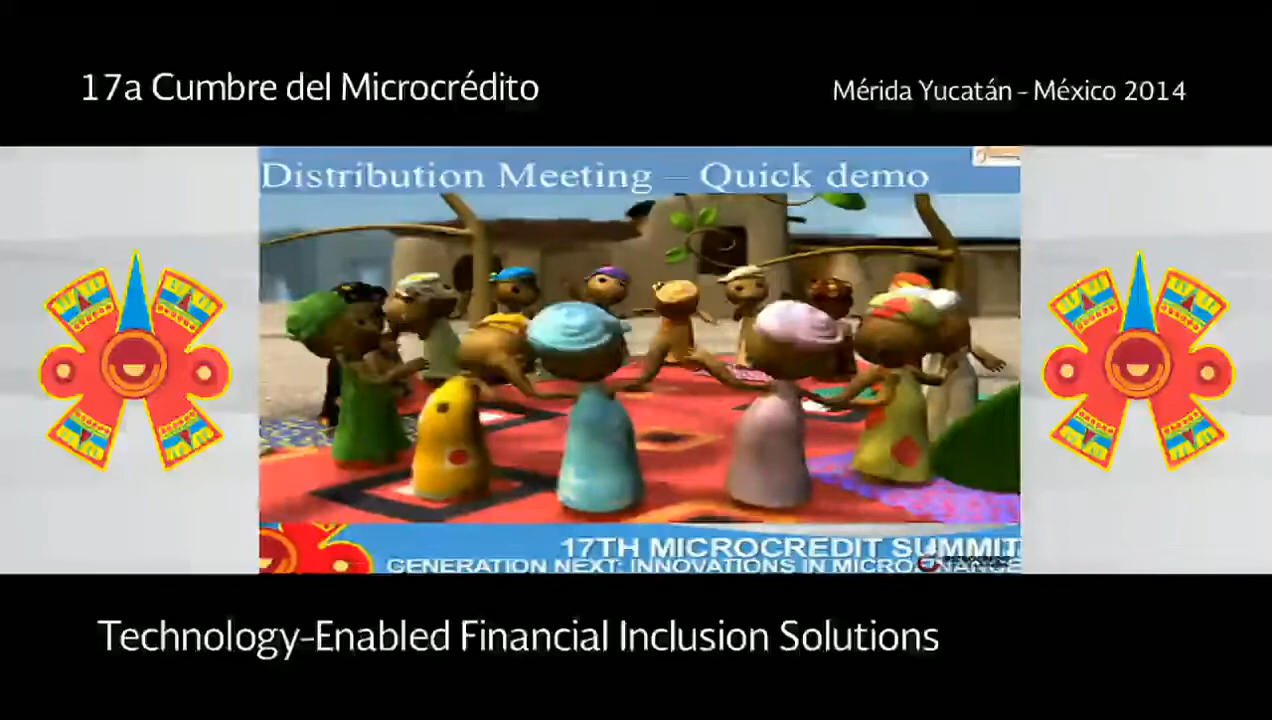 17a Cumbre del Microcrédito
Mérida Yucatán - México 2014
Distribution Meeting – Quick demo
17TH MICROCREDIT SUMMIT
GENERATION NEXT: INNOVATIONS IN MICROFINANCE
Technology-Enabled Financial Inclusion Solutions